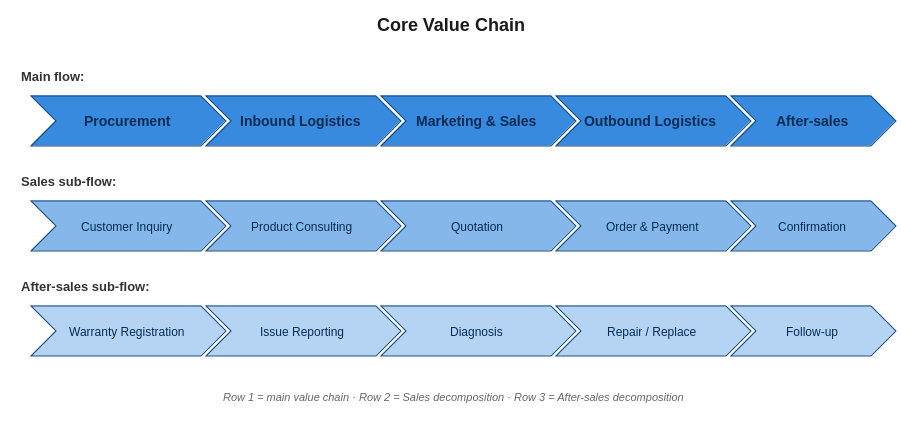 Core Value Chain
Main flow:
Procurement
Inbound Logistics
Marketing & Sales
Outbound Logistics
After-sales
Sales sub-flow:
Customer Inquiry
Product Consulting
Quotation
Order & Payment
Confirmation
After-sales sub-flow:
Warranty Registration
Issue Reporting
Diagnosis
Repair / Replace
Follow-up
Row 1 = main value chain · Row 2 = Sales decomposition · Row 3 = After-sales decomposition